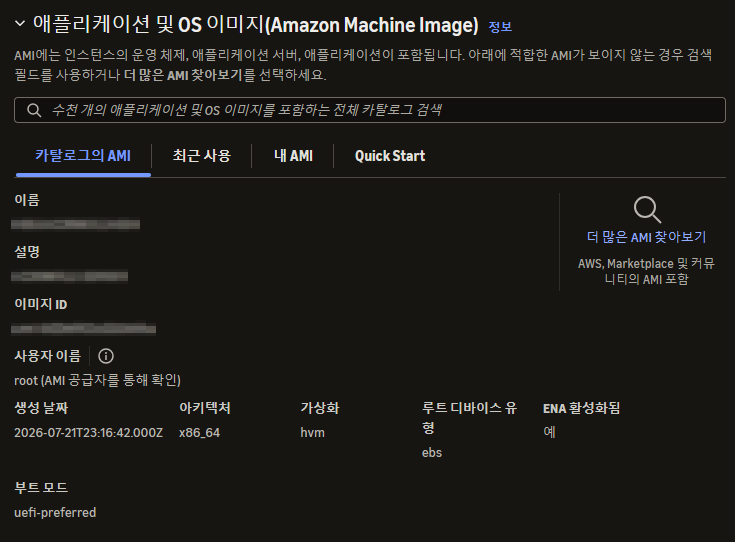 애플리케이션 및 OS 이미지(Amazon Machine Image) 정보
AMI에는 인스턴스의 운영 체제, 애플리케이션 서버, 애플리케이션이 포함됩니다. 아래에 적합한 AMI가 보이지 않는 경우 검색
필드를 사용하거나 더 많은 AMI 찾아보기를 선택하세요.
수천 개의 애플리케이션 및 OS 이미지를 포함하는 전체 카탈로그 검색
카탈로그의 AMI 최근 사용 내 AMI Quick Start
이름
더 많은 AMI 찾아보기
AWS, Marketplace 및 커뮤
니티의 AMI 포함
설명
이미지 ID
사용자 이름
root (AMI 공급자를 통해 확인)
생성 날짜 아키텍처 가상화 루트 디바이스 유 ENA 활성화됨
형
2026-07-21T23:16:42.000Z x86_64 hvm 예
ebs
부트 모드
uefi-preferred